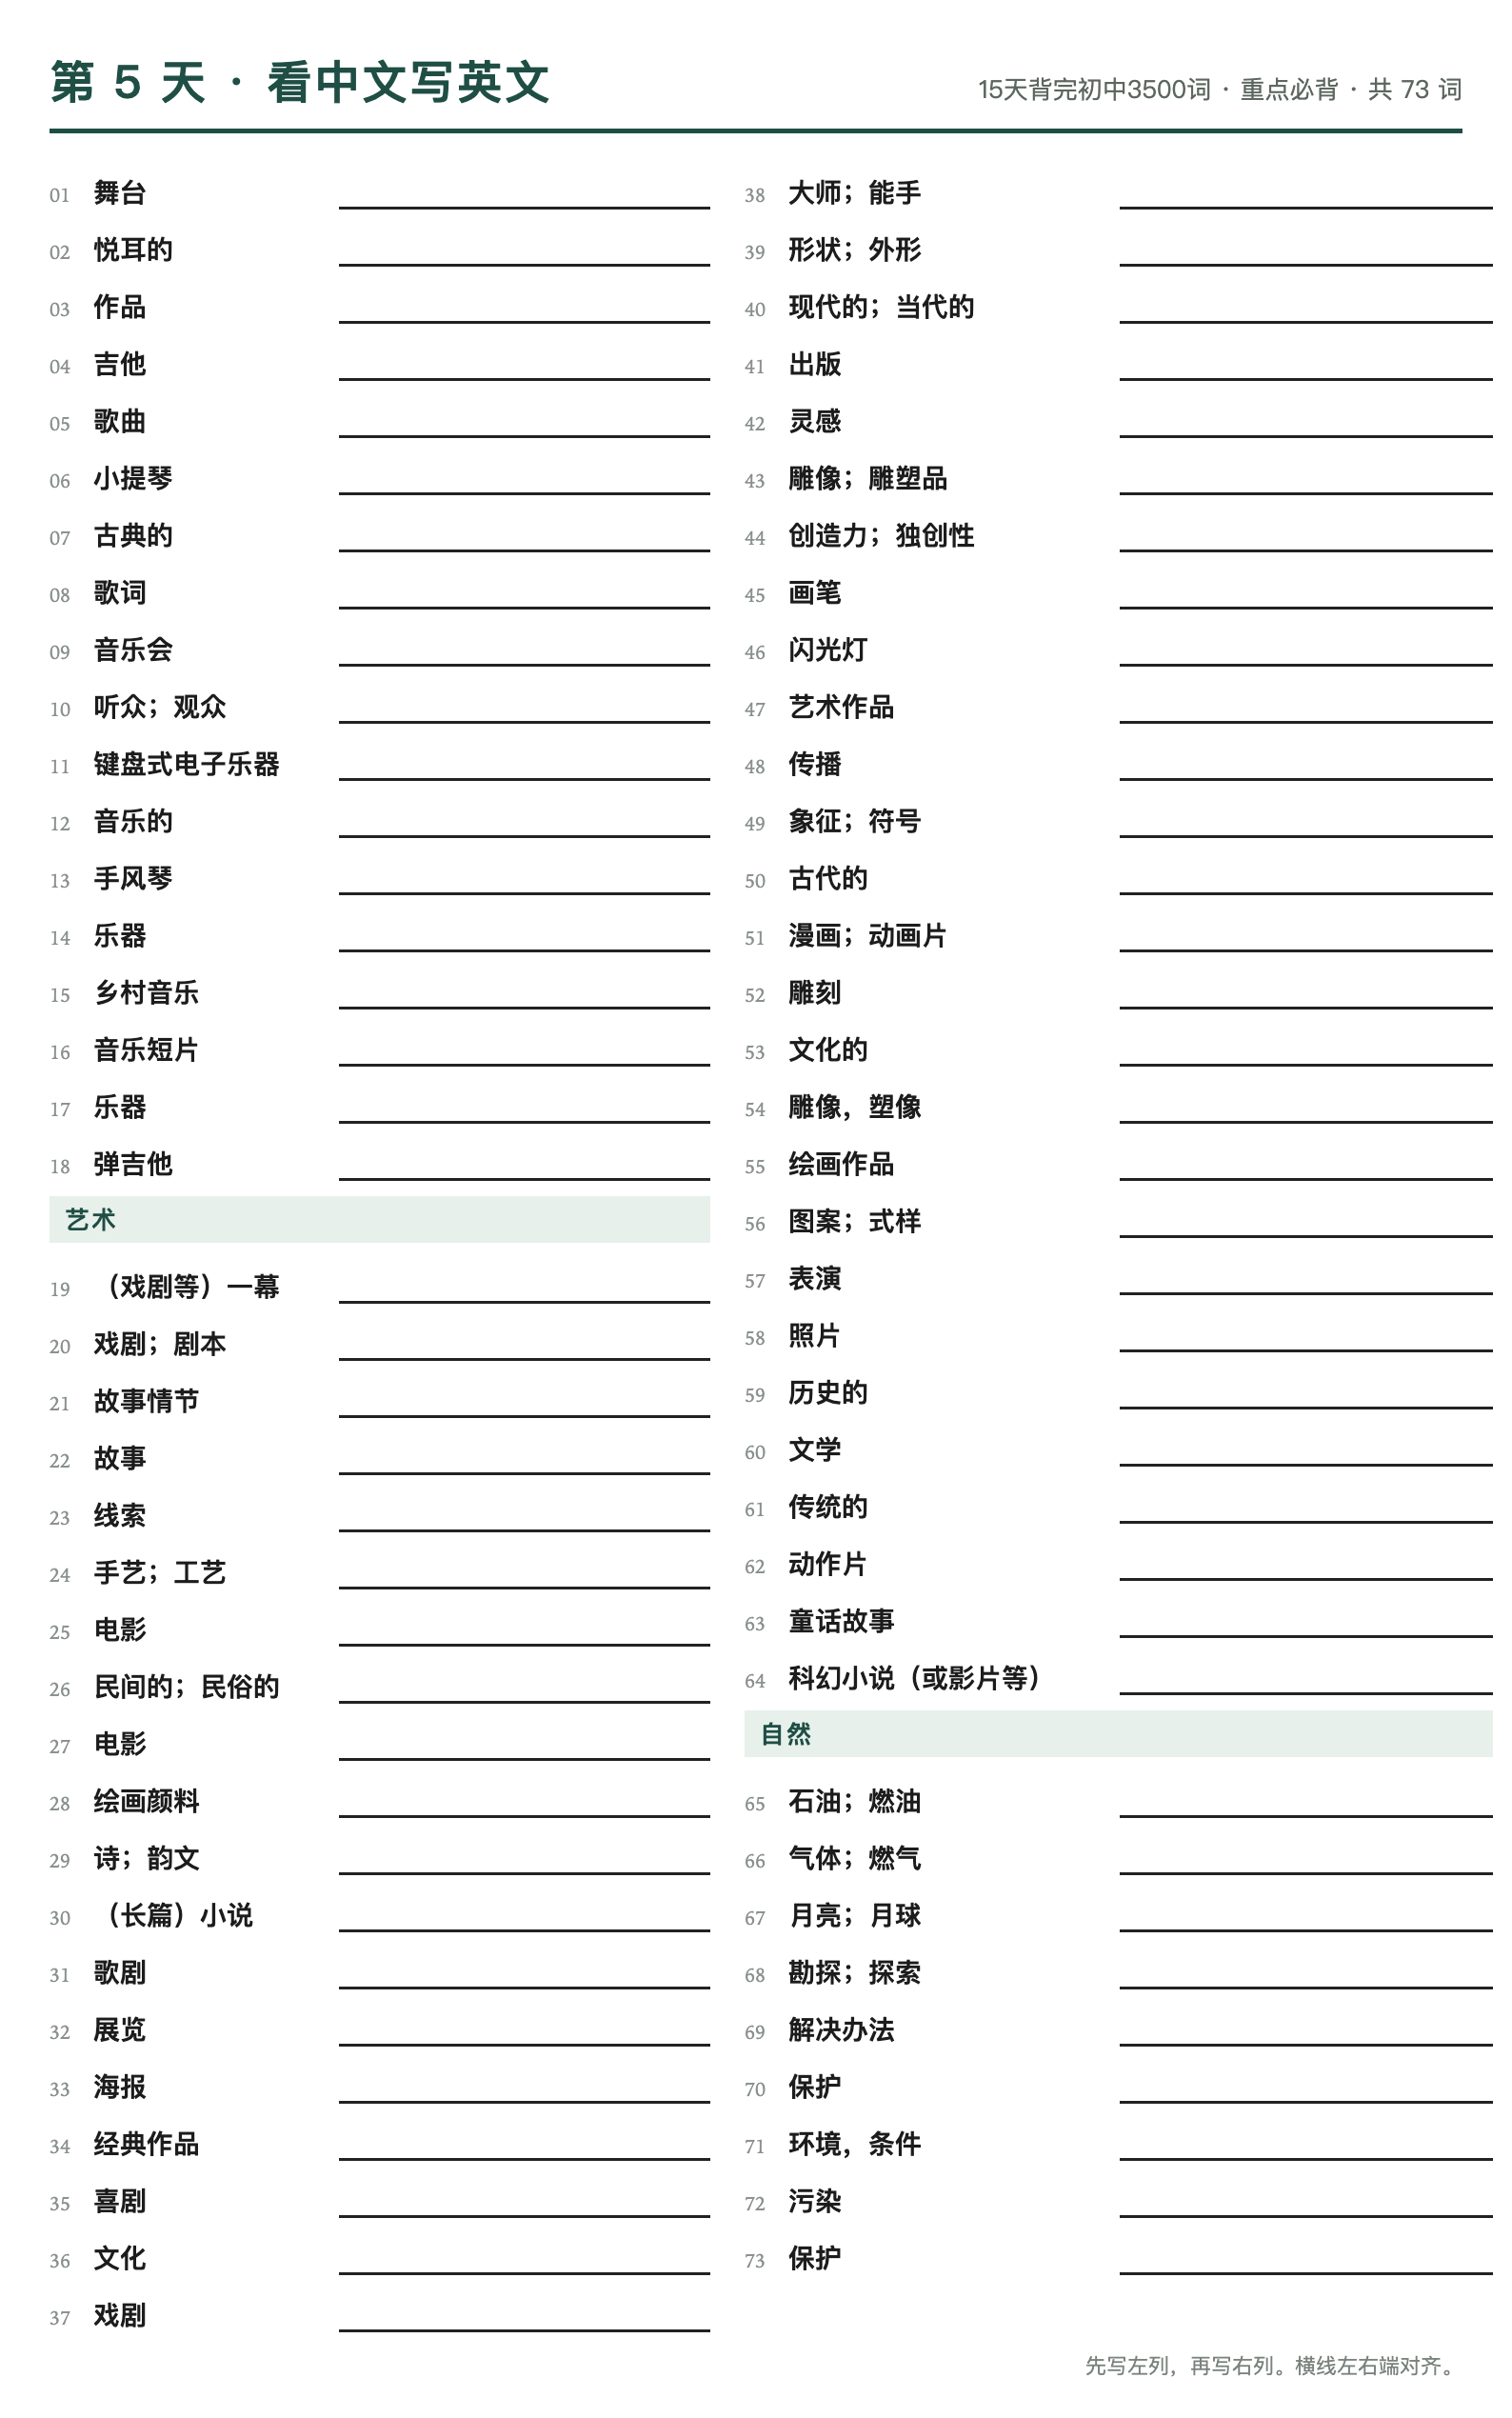 第 5 天 · 看中文写英文
15天背完初中3500词 · 重点必背 · 共 73 词
01 舞台
02 悦耳的
03 作品
04 吉他
05 歌曲
06 小提琴
07 古典的
08 歌词
09 音乐会
10 听众；观众
11 键盘式电子乐器
12 音乐的
13 手风琴
14 乐器
15 乡村音乐
16 音乐短片
17 乐器
18 弹吉他
艺术
19 （戏剧等）一幕
20 戏剧；剧本
21 故事情节
22 故事
23 线索
24 手艺；工艺
25 电影
26 民间的；民俗的
27 电影
28 绘画颜料
29 诗；韵文
30 （长篇）小说
31 歌剧
32 展览
33 海报
34 经典作品
35 喜剧
36 文化
37 戏剧
38 大师；能手
39 形状；外形
40 现代的；当代的
41 出版
42 灵感
43 雕像；雕塑品
44 创造力；独创性
45 画笔
46 闪光灯
47 艺术作品
48 传播
49 象征；符号
50 古代的
51 漫画；动画片
52 雕刻
53 文化的
54 雕像，塑像
55 绘画作品
56 图案；式样
57 表演
58 照片
59 历史的
60 文学
61 传统的
62 动作片
63 童话故事
64 科幻小说（或影片等）
自然
65 石油；燃油
66 气体；燃气
67 月亮；月球
68 勘探；探索
69 解决办法
70 保护
71 环境，条件
72 污染
73 保护
先写左列，再写右列。横线左右端对齐。